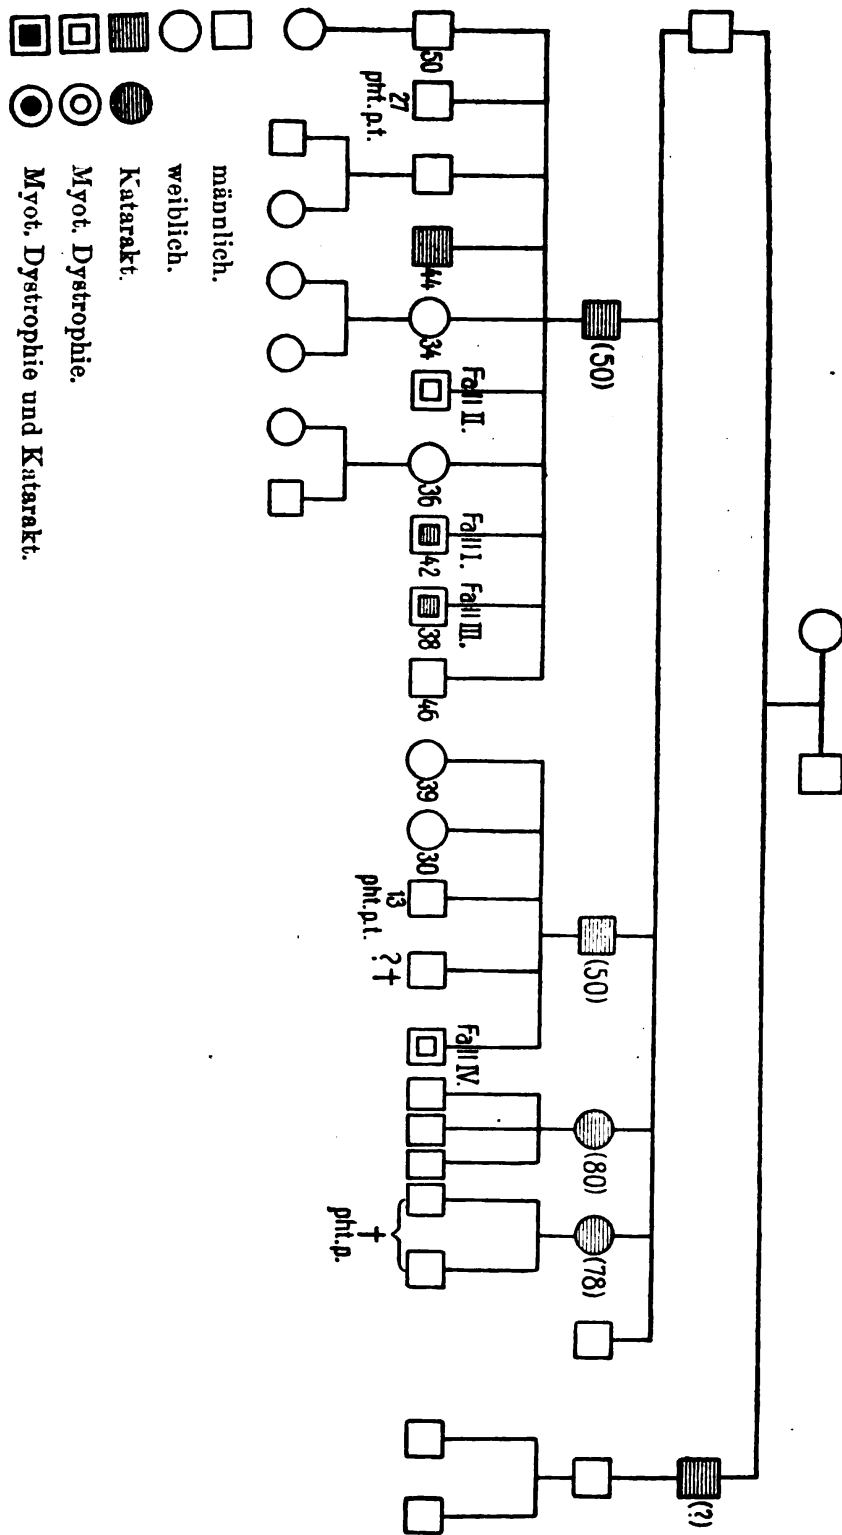 (?)
(50)
(50)
(80)
(78)
50
27
pht.p.t.
44
34
Fall II.
36
Fall I.
42
Fall III.
38
46
39
30
13
pht.p.t.
?†
Fall IV.
†
pht.p.
männlich.
weiblich.
Katarakt.
Myot. Dystrophie.
Myot. Dystrophie und Katarakt.